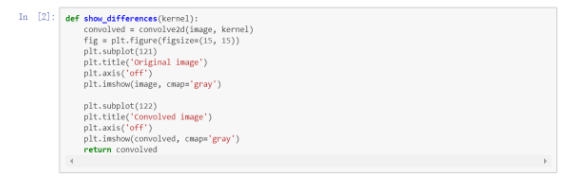 In [2]: def show_differences(kernel):
    convolved = convolve2d(image, kernel)
    fig = plt.figure(figsize=(15, 15))
    plt.subplot(121)
    plt.title('Original image')
    plt.axis('off')
    plt.imshow(image, cmap='gray')

    plt.subplot(122)
    plt.title('Convolved image')
    plt.axis('off')
    plt.imshow(convolved, cmap='gray')
    return convolved